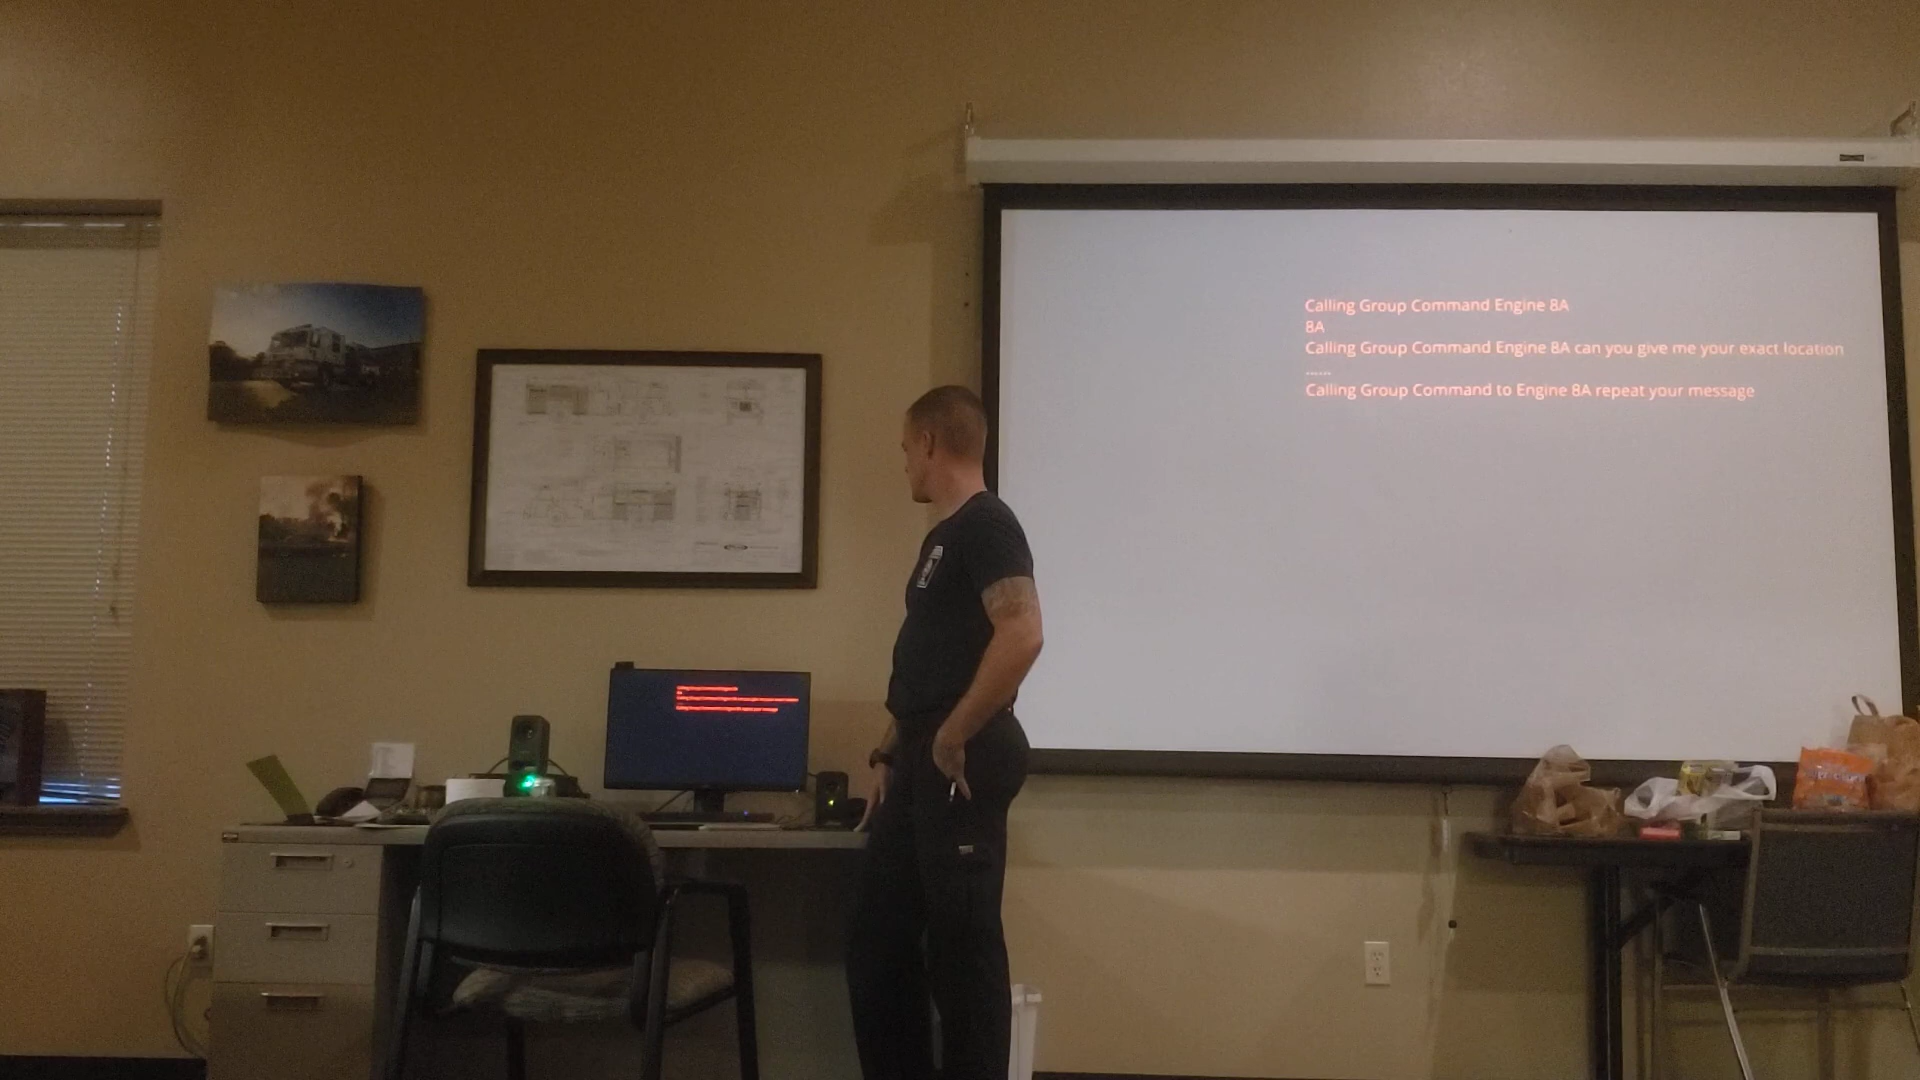 Calling Group Command Engine 8A
8A
Calling Group Command Engine 8A can you give me your exact location
......
Calling Group Command to Engine 8A repeat your message